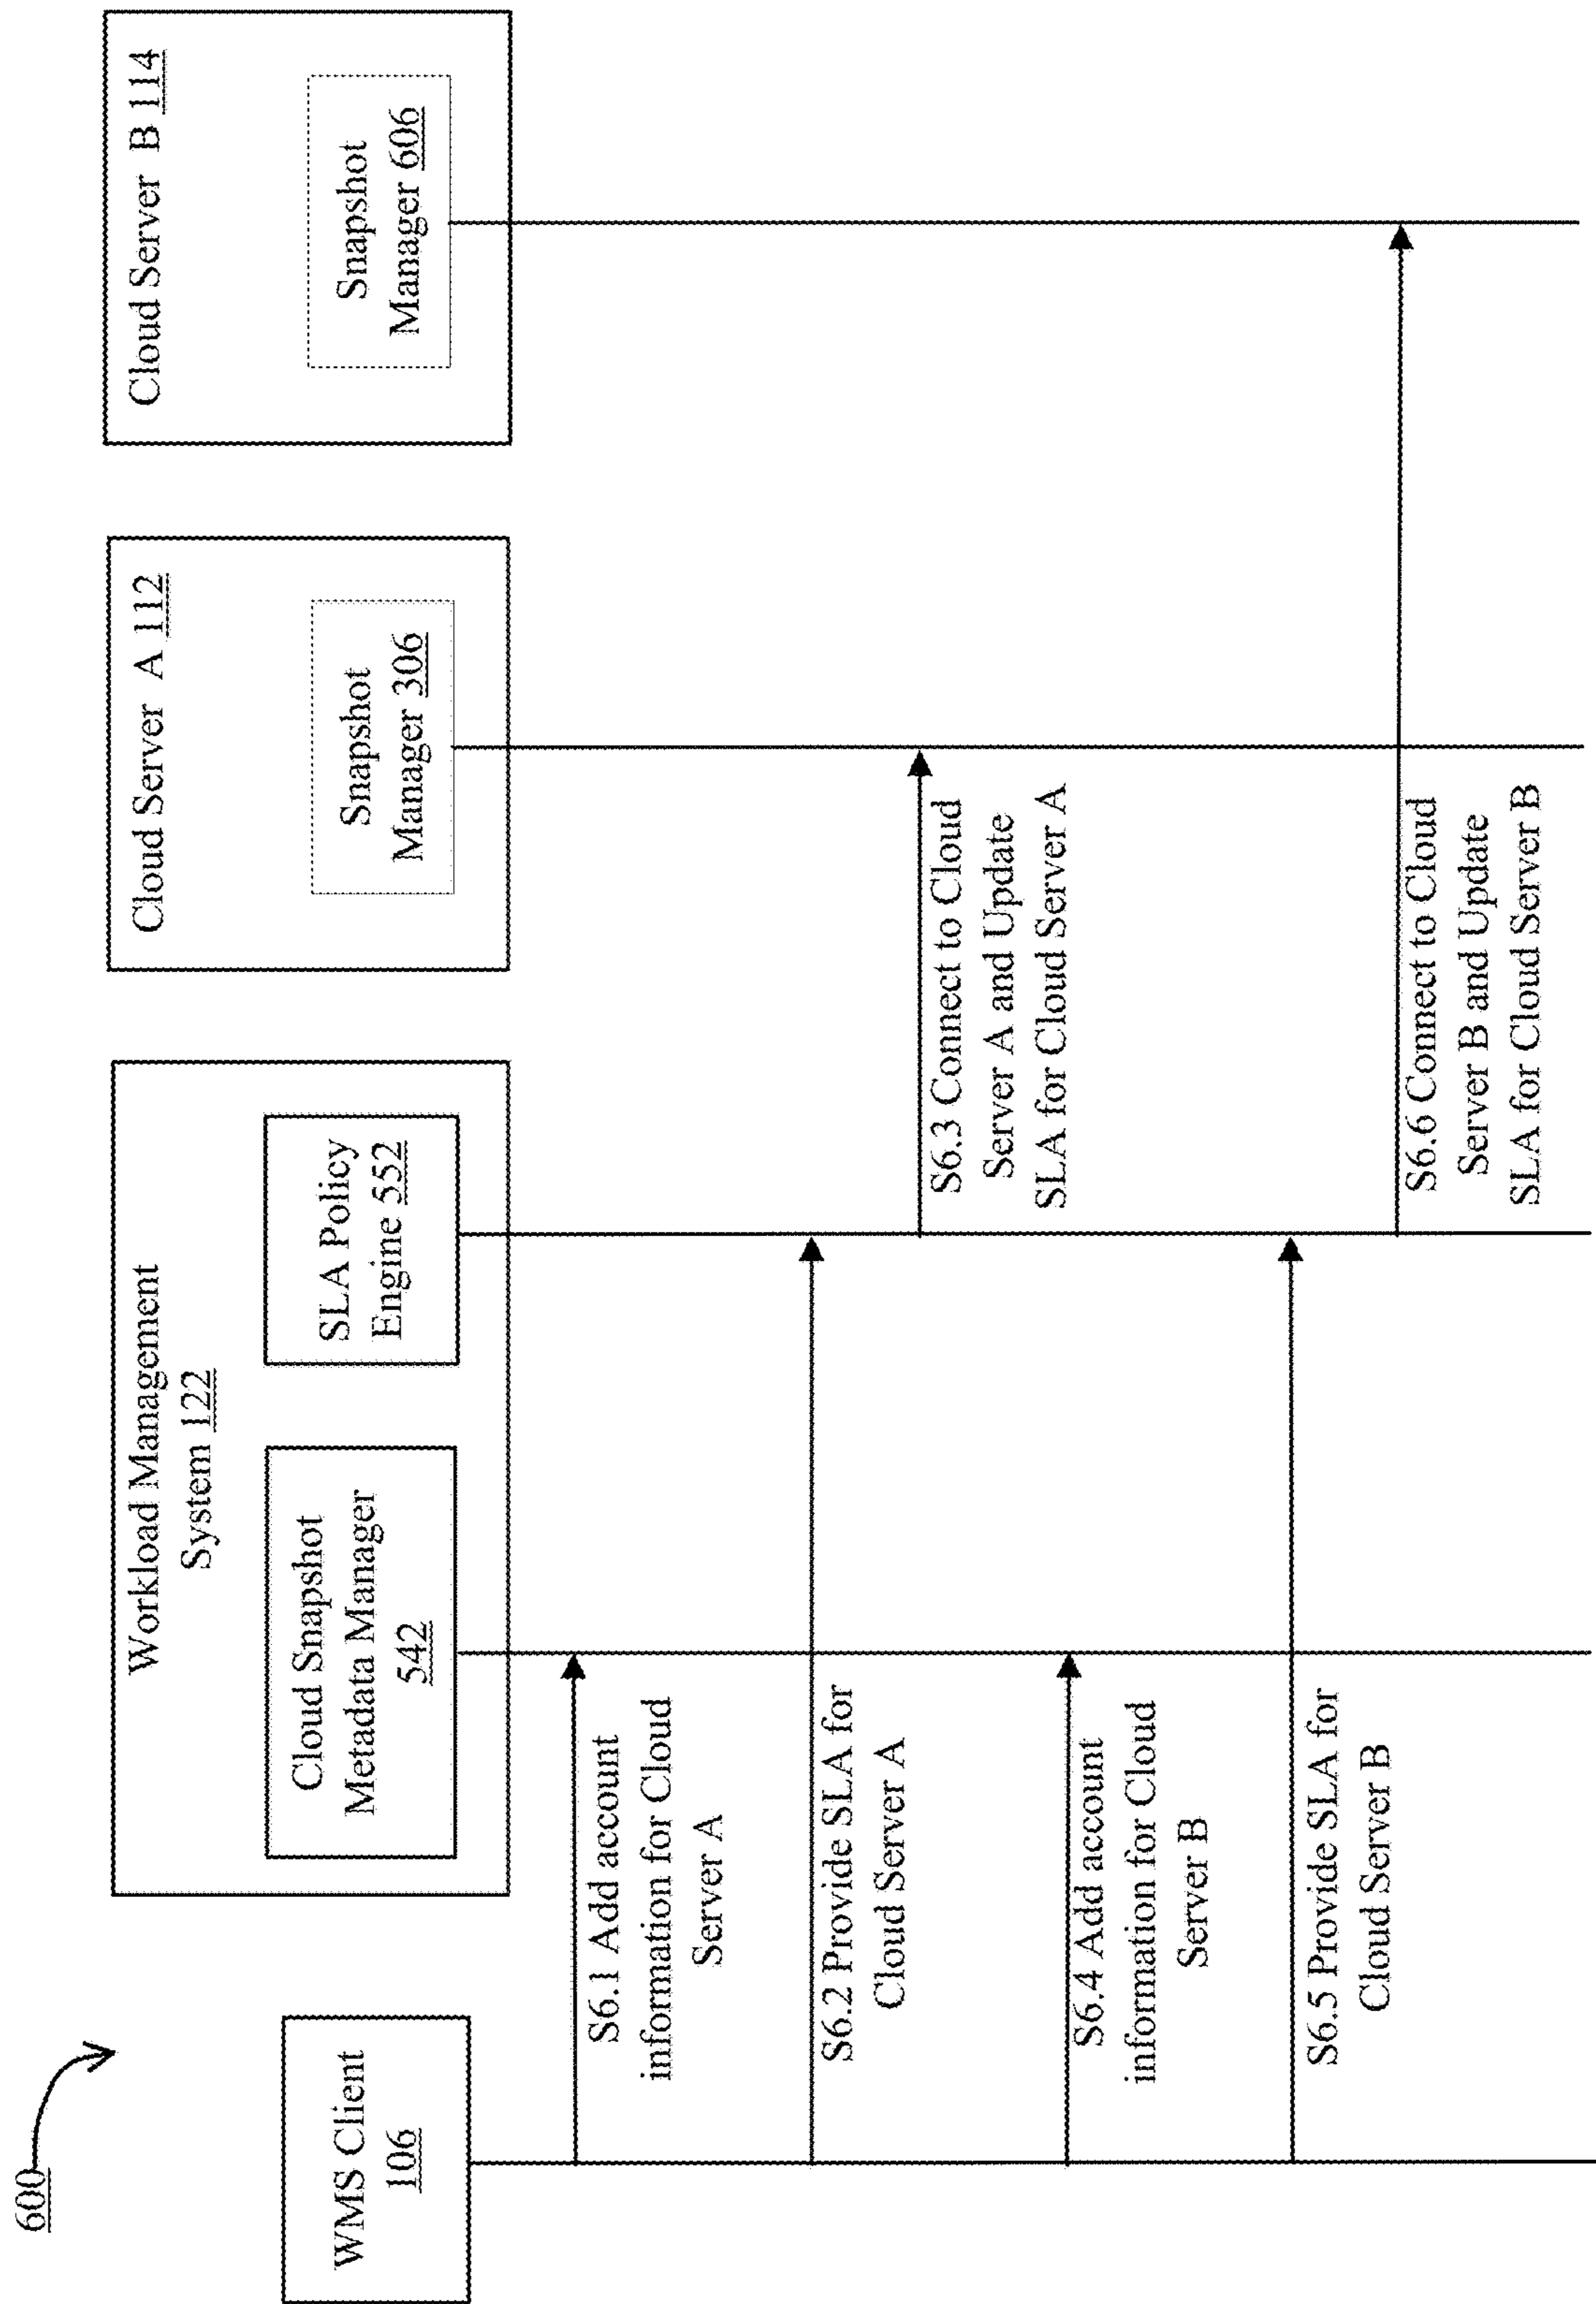 600
WMS Client
106
Workload Management
System 122
Cloud Snapshot
Metadata Manager
542
SLA Policy
Engine 552
Cloud Server A 112
Snapshot
Manager 306
Cloud Server B 114
Snapshot
Manager 606
S6.1 Add account
information for Cloud
Server A
S6.2 Provide SLA for
Cloud Server A
S6.3 Connect to Cloud
Server A and Update
SLA for Cloud Server A
S6.4 Add account
information for Cloud
Server B
S6.5 Provide SLA for
Cloud Server B
S6.6 Connect to Cloud
Server B and Update
SLA for Cloud Server B